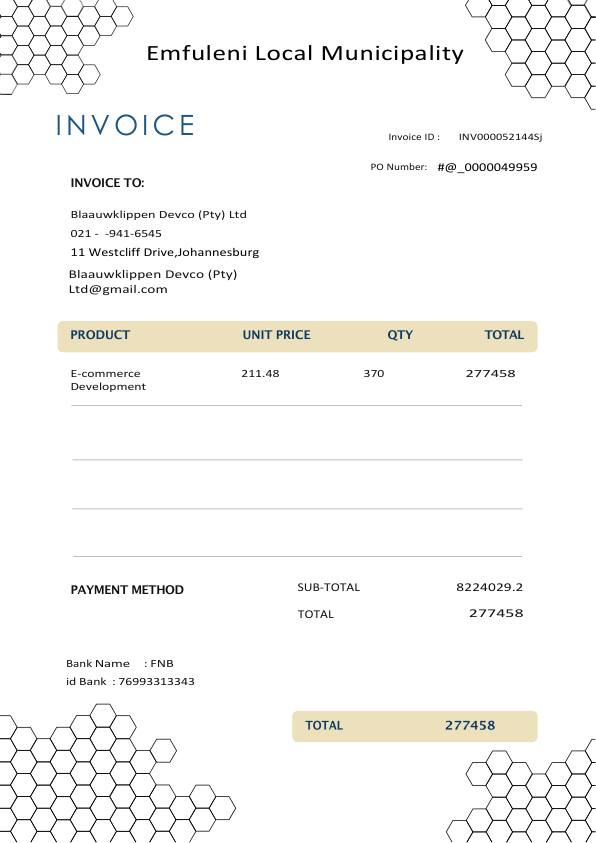 Emfuleni Local Municipality
INVOICE
Invoice ID : INV000052144Sj
PO Number: #@_0000049959
INVOICE TO:
Blaauwklippen Devco (Pty) Ltd
021 - -941-6545
11 Westcliff Drive,Johannesburg
Blaauwklippen Devco (Pty)
Ltd@gmail.com
PRODUCT UNIT PRICE QTY TOTAL
E-commerce 211.48 370 277458
Development
PAYMENT METHOD SUB-TOTAL 8224029.2
TOTAL 277458
Bank Name : FNB
id Bank : 76993313343
TOTAL 277458